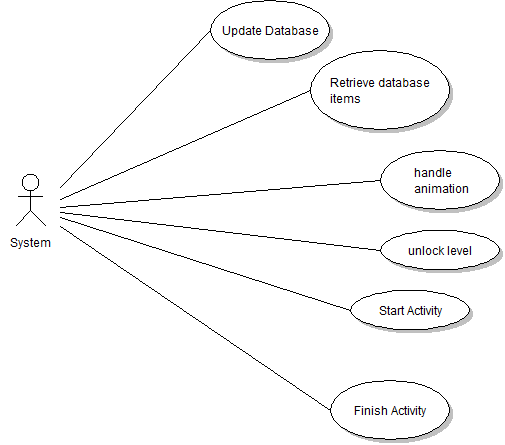 Update Database
Retrieve database
items
handle
animation
System
unlock level
Start Activity
Finish Activity